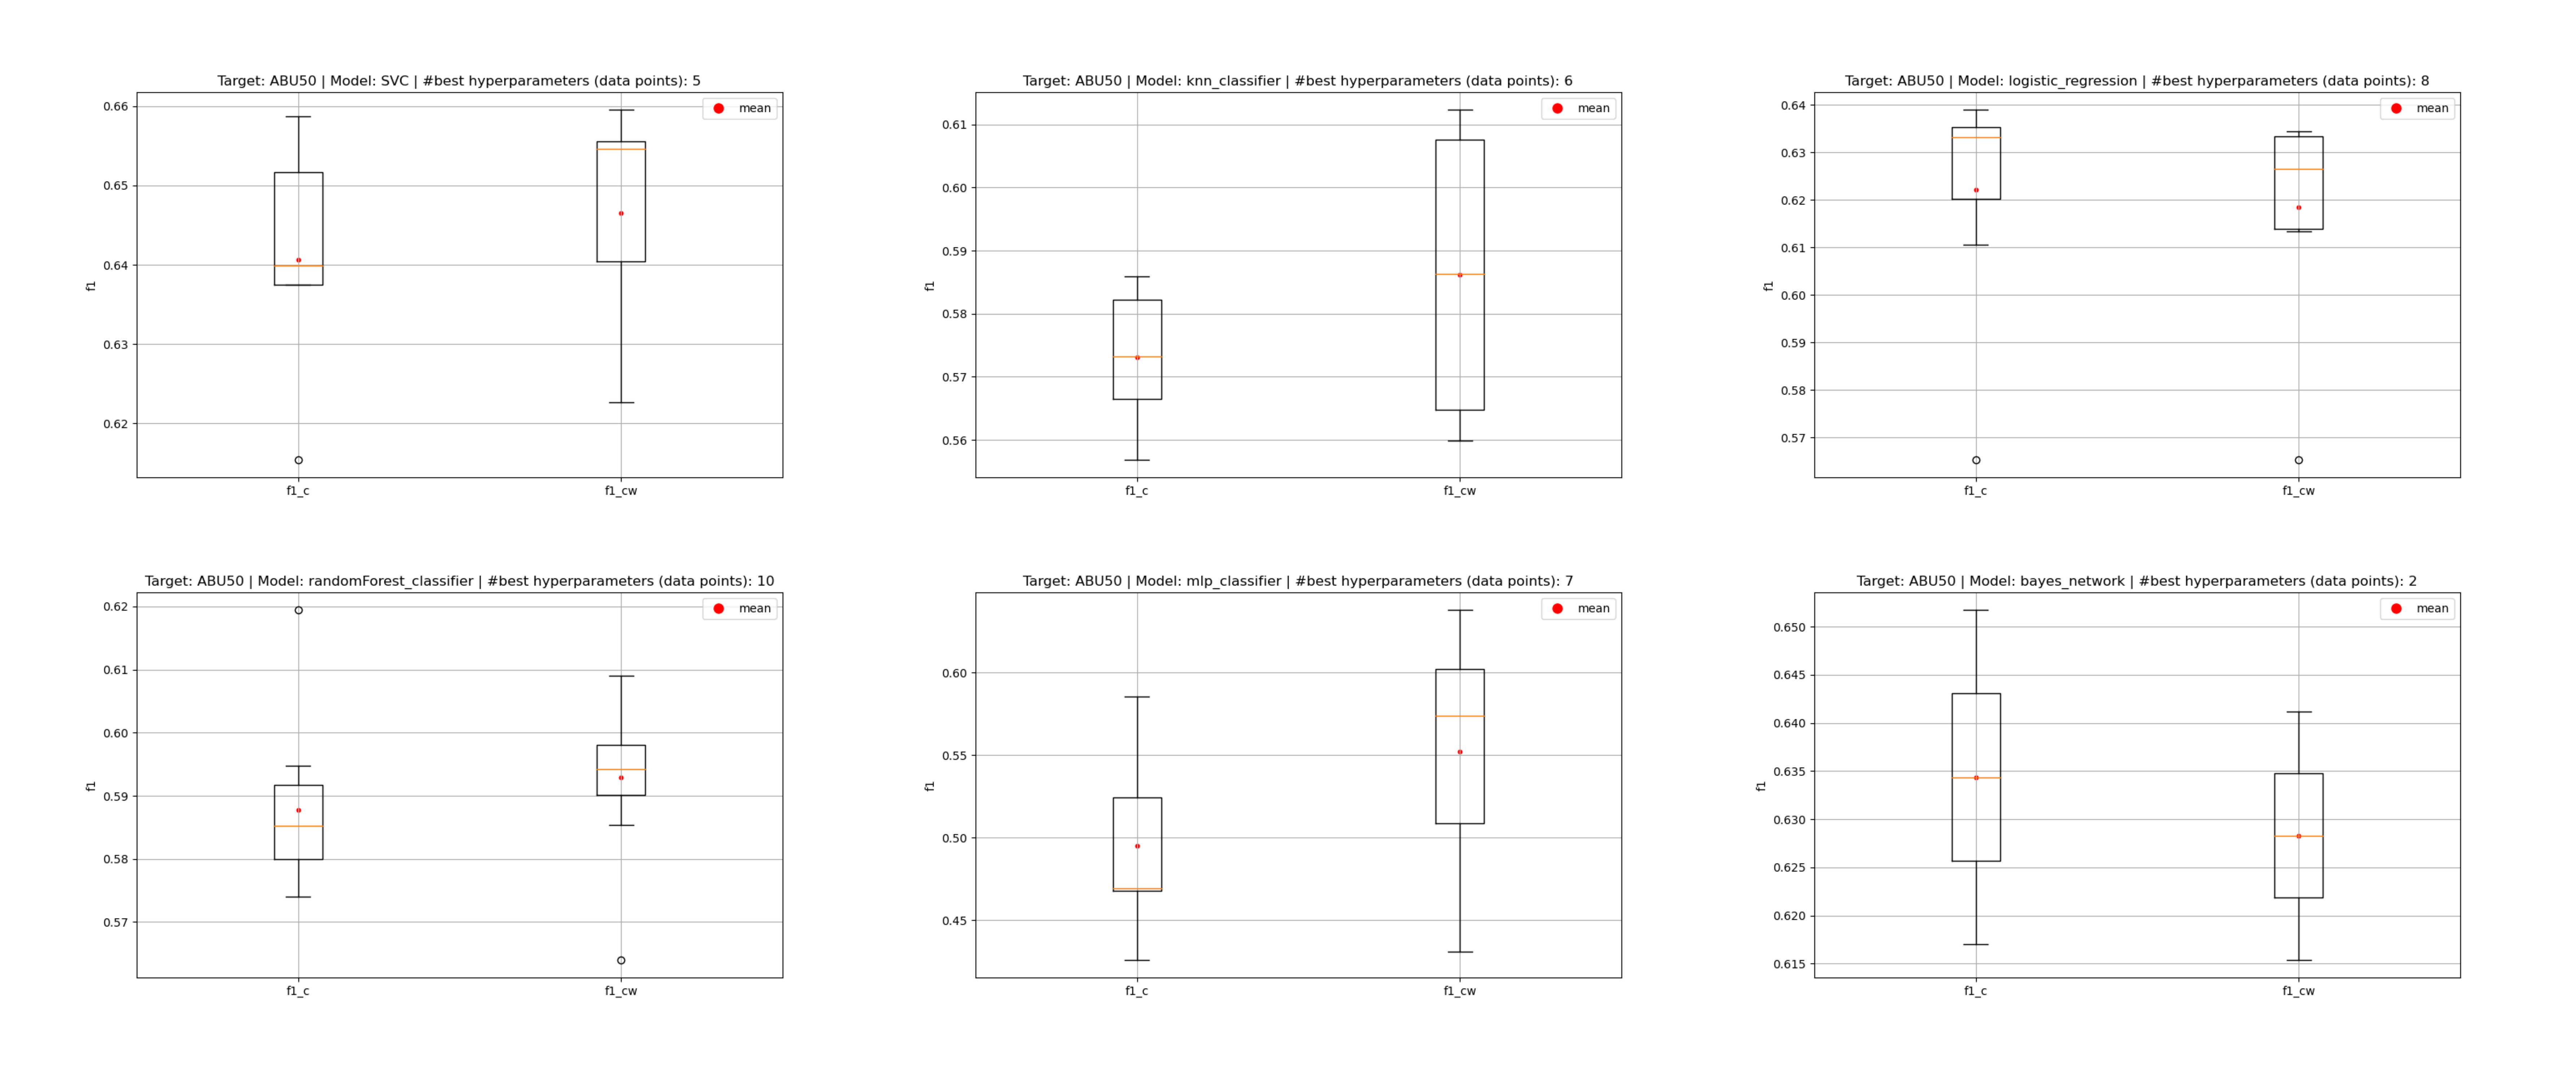 Target: ABU50 | Model: SVC | #best hyperparameters (data points): 5
mean
0.66
0.65
0.64
0.63
0.62
f1
f1_c
f1_cw
Target: ABU50 | Model: knn_classifier | #best hyperparameters (data points): 6
mean
0.61
0.60
0.59
0.58
0.57
0.56
f1
f1_c
f1_cw
Target: ABU50 | Model: logistic_regression | #best hyperparameters (data points): 8
mean
0.64
0.63
0.62
0.61
0.60
0.59
0.58
0.57
f1
f1_c
f1_cw
Target: ABU50 | Model: randomForest_classifier | #best hyperparameters (data points): 10
mean
0.62
0.61
0.60
0.59
0.58
0.57
f1
f1_c
f1_cw
Target: ABU50 | Model: mlp_classifier | #best hyperparameters (data points): 7
mean
0.60
0.55
0.50
0.45
f1
f1_c
f1_cw
Target: ABU50 | Model: bayes_network | #best hyperparameters (data points): 2
mean
0.650
0.645
0.640
0.635
0.630
0.625
0.620
0.615
f1
f1_c
f1_cw